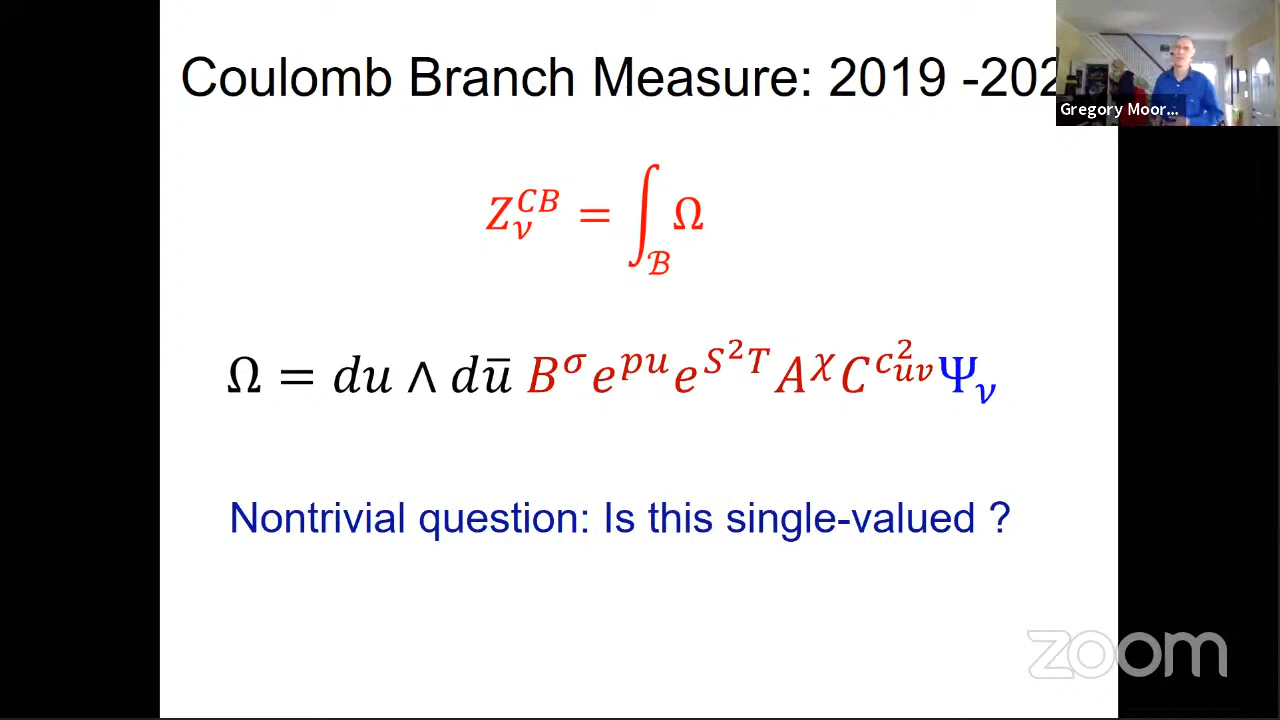 Coulomb Branch Measure: 2019 -202
Gregory Moor...
Z_ν^{CB} = ∫_ℬ Ω
Ω = du ∧ dū B^σ e^{pu} e^{S²T} A^χ C^{c_{uv}^2} Ψ_ν
Nontrivial question: Is this single-valued ?
zoom